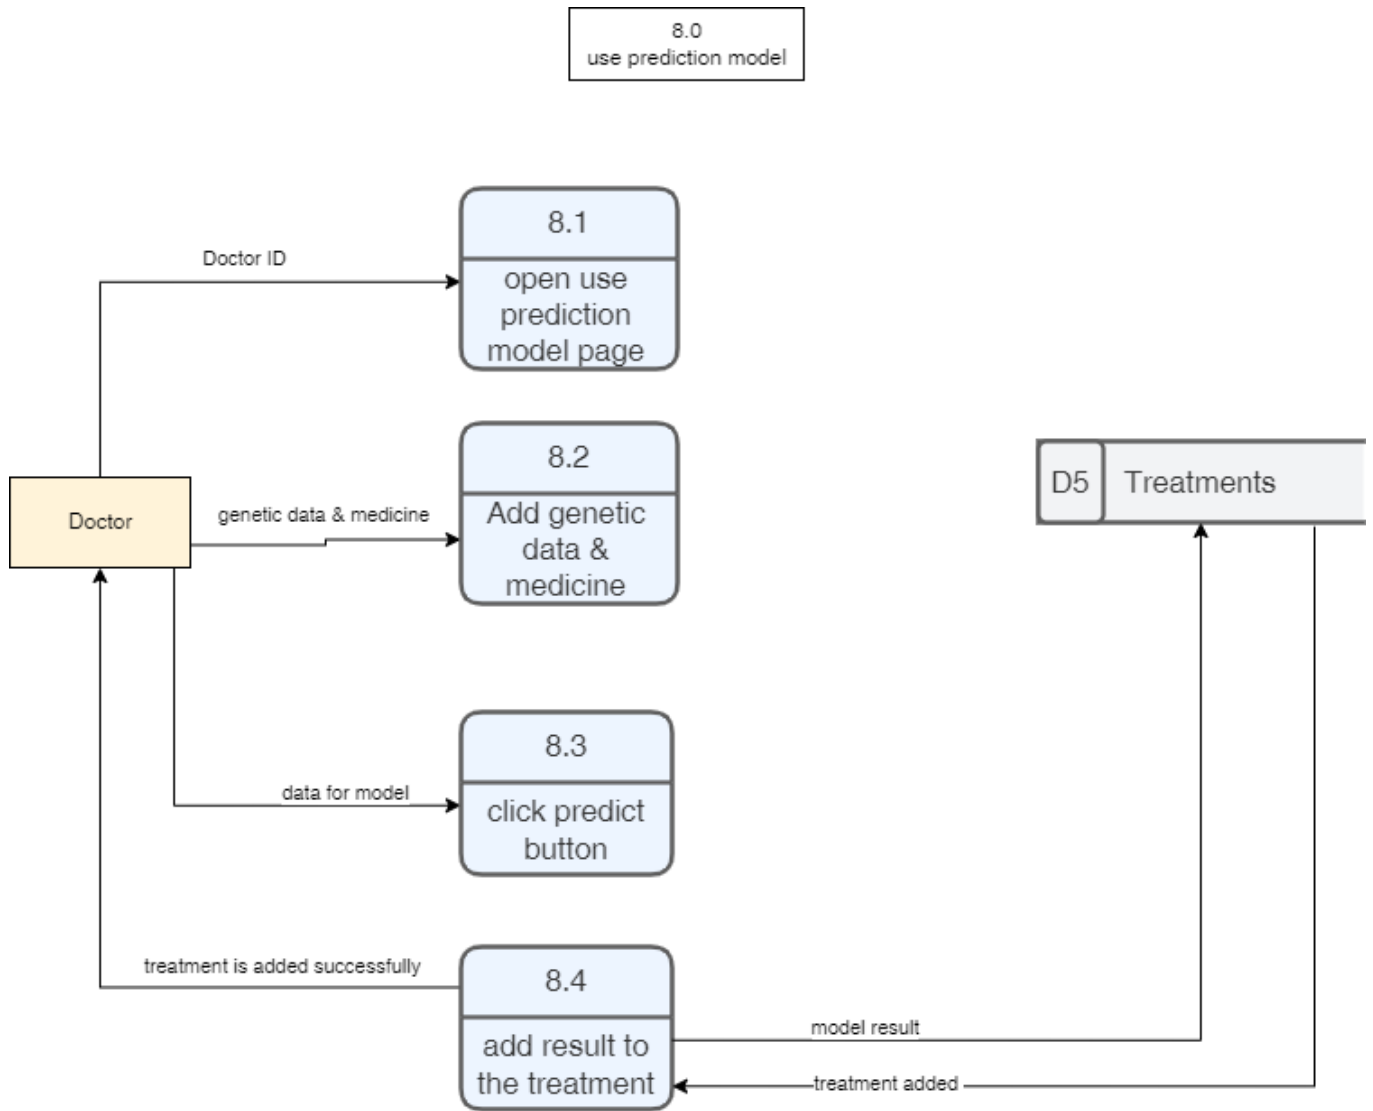 8.0
use prediction model
8.1
Doctor ID
open use
prediction
model page
8.2
D5
Treatments
genetic data & medicine
Doctor
Add genetic
data &
medicine
8.3
data for model
click predict
button
treatment is added successfully
8.4
model result
add result to
the treatment
treatment added